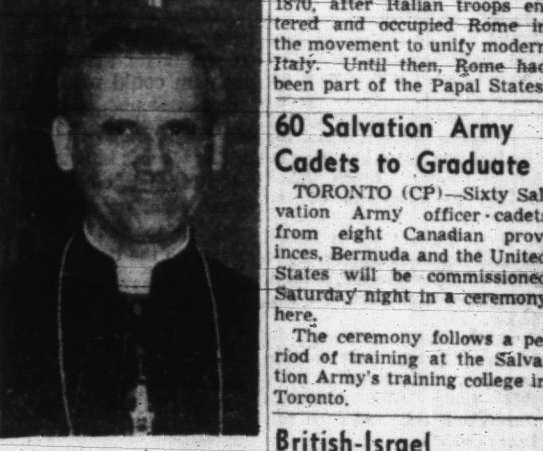 1870, after Italian troops en
tered and occupied Rome in
the movement to unify modern
Italy. Until then, Rome had
been part of the Papal States
60 Salvation Army
Cadets to Graduate
TORONTO (CP)—Sixty Sal
vation Army officer-cadets
from eight Canadian prov
inces, Bermuda and the United
States will be commissioned
Saturday night in a ceremony
here.
The ceremony follows a pe
riod of training at the Salva
tion Army's training college in
Toronto.
British-Israel